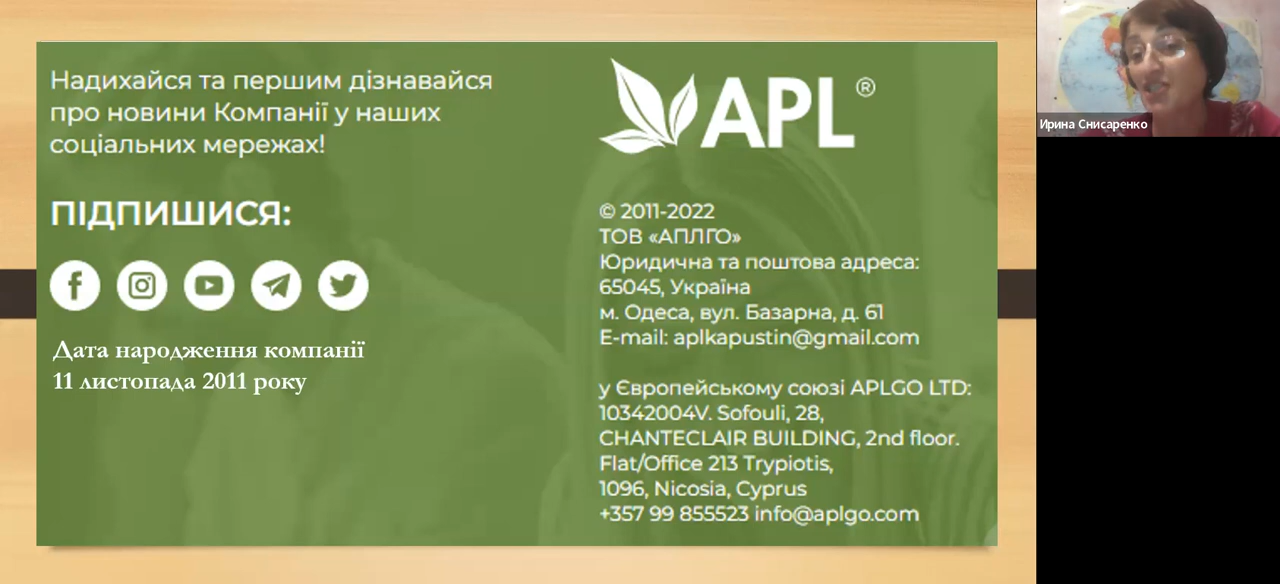 Надихайся та першим дізнавайся
про новини Компанії у наших
соціальних мережах!
ПІДПИШИСЯ:
Дата народження компанії
11 листопада 2011 року
APL®
© 2011-2022
ТОВ «АПЛГО»
Юридична та поштова адреса:
65045, Україна
м. Одеса, вул. Базарна, д. 61
E-mail: aplkapustin@gmail.com
у Європейському союзі APLGO LTD:
10342004V. Sofouli, 28,
CHANTECLAIR BUILDING, 2nd floor.
Flat/Office 213 Trypiotis,
1096, Nicosia, Cyprus
+357 99 855523 info@aplgo.com
Ирина Снисаренко